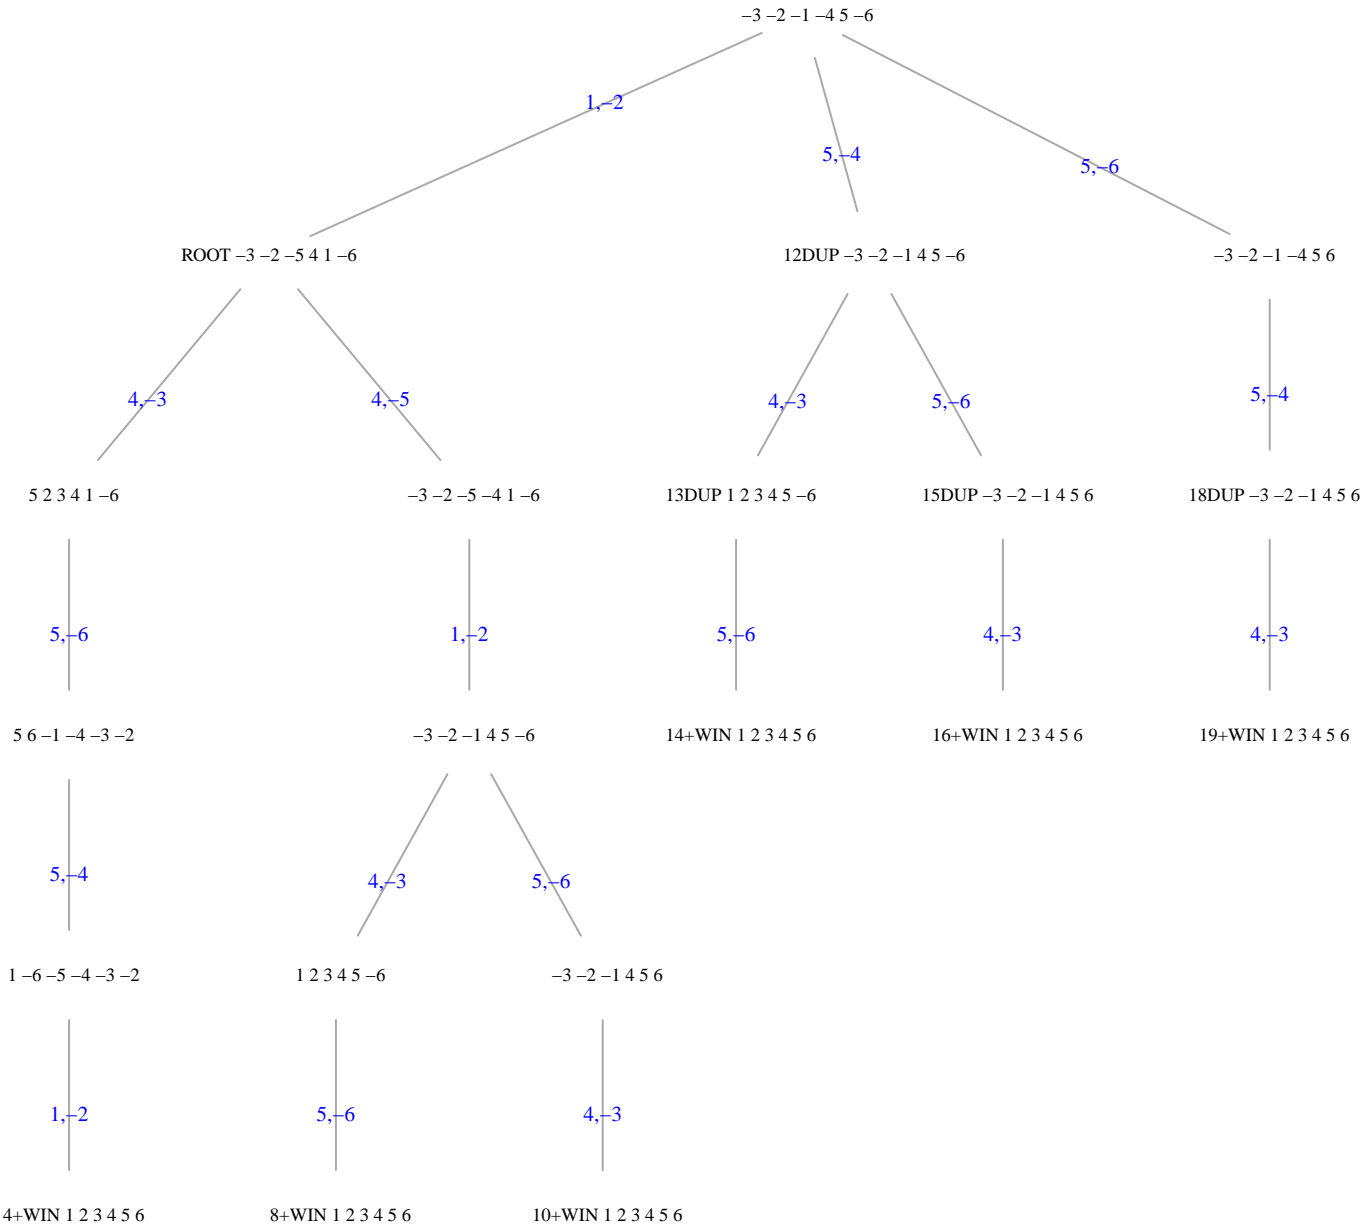 −3 −2 −1 −4 5 −6
1,−2
5,−4
5,−6
ROOT −3 −2 −5 4 1 −6
12DUP −3 −2 −1 4 5 −6
−3 −2 −1 −4 5 6
4,−3
4,−5
4,−3
5,−6
5,−4
5 2 3 4 1 −6
−3 −2 −5 −4 1 −6
13DUP 1 2 3 4 5 −6
15DUP −3 −2 −1 4 5 6
18DUP −3 −2 −1 4 5 6
5,−6
1,−2
5,−6
4,−3
4,−3
5 6 −1 −4 −3 −2
−3 −2 −1 4 5 −6
14+WIN 1 2 3 4 5 6
16+WIN 1 2 3 4 5 6
19+WIN 1 2 3 4 5 6
5,−4
4,−3
5,−6
1 −6 −5 −4 −3 −2
1 2 3 4 5 −6
−3 −2 −1 4 5 6
1,−2
5,−6
4,−3
4+WIN 1 2 3 4 5 6
8+WIN 1 2 3 4 5 6
10+WIN 1 2 3 4 5 6